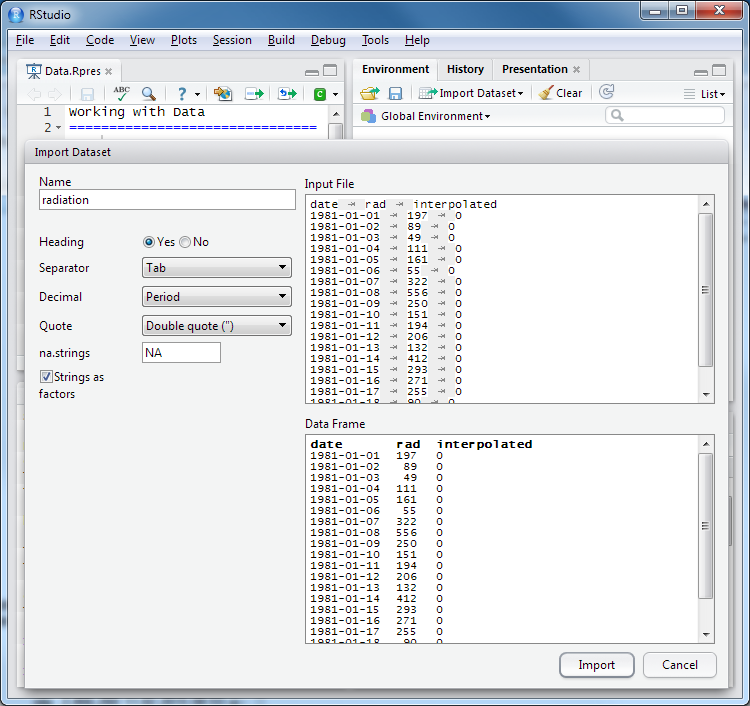 RStudio
File Edit Code View Plots Session Build Debug Tools Help
Data.Rpres
ABC
1 Working with Data
2 ===============================
Environment History Presentation
Import Dataset Clear List
Global Environment
Import Dataset
Name
radiation
Heading Yes No
Separator Tab
Decimal Period
Quote Double quote (")
na.strings NA
Strings as
factors
Input File
date → rad → interpolated
1981-01-01 → 197 → 0
1981-01-02 → 89 → 0
1981-01-03 → 49 → 0
1981-01-04 → 111 → 0
1981-01-05 → 161 → 0
1981-01-06 → 55 → 0
1981-01-07 → 322 → 0
1981-01-08 → 556 → 0
1981-01-09 → 250 → 0
1981-01-10 → 151 → 0
1981-01-11 → 194 → 0
1981-01-12 → 206 → 0
1981-01-13 → 132 → 0
1981-01-14 → 412 → 0
1981-01-15 → 293 → 0
1981-01-16 → 271 → 0
1981-01-17 → 255 → 0
1981-01-18 → 90 → 0
Data Frame
date rad interpolated
1981-01-01 197 0
1981-01-02 89 0
1981-01-03 49 0
1981-01-04 111 0
1981-01-05 161 0
1981-01-06 55 0
1981-01-07 322 0
1981-01-08 556 0
1981-01-09 250 0
1981-01-10 151 0
1981-01-11 194 0
1981-01-12 206 0
1981-01-13 132 0
1981-01-14 412 0
1981-01-15 293 0
1981-01-16 271 0
1981-01-17 255 0
1981-01-18 90 0
Import Cancel